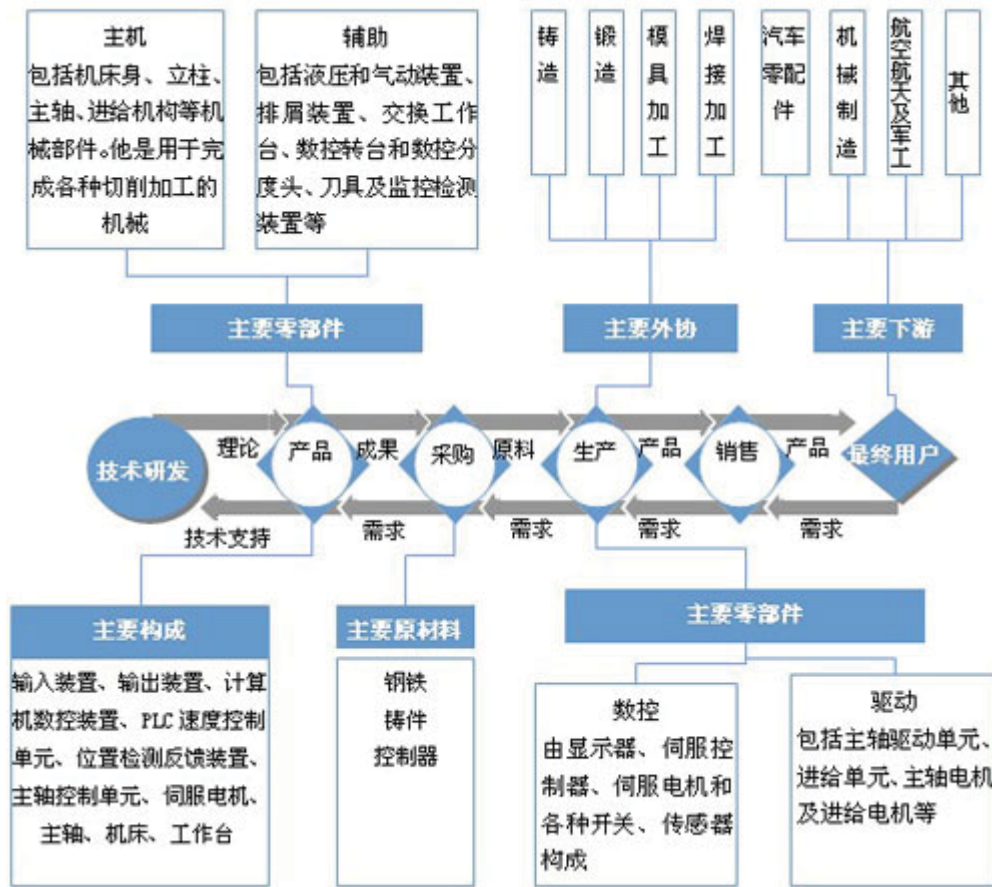 主机
包括机床身、立柱、
主轴、进给机构等机
械部件。他是用于完
成各种切削加工的
机械
辅助
包括液压和气动装置、
排屑装置、交换工作
台、数控转台和数控分
度头、刀具及监控检测
装置等
铸造
锻造
模具加工
焊接加工
汽车零配件
机械制造
航空航天及军工
其他
主要零部件
主要外协
主要下游
技术研发
理论
产品
成果
采购
原料
生产
产品
销售
产品
最终用户
技术支持
需求
需求
需求
需求
主要构成
输入装置、输出装置、计算
机数控装置、PLC 速度控制
单元、位置检测反馈装置、
主轴控制单元、伺服电机、
主轴、机床、工作台
主要原材料
钢铁
铸件
控制器
主要零部件
数控
由显示器、伺服控
制器、伺服电机和
各种开关、传感器
构成
驱动
包括主轴驱动单元、
进给单元、主轴电机
及进给电机等